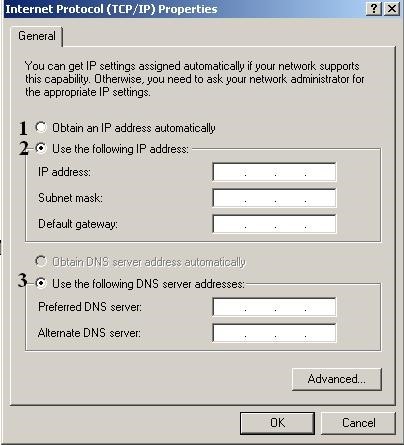 Internet Protocol (TCP/IP) Properties
General
You can get IP settings assigned automatically if your network supports
this capability. Otherwise, you need to ask your network administrator for
the appropriate IP settings.
1 Obtain an IP address automatically
2 Use the following IP address:
IP address:
Subnet mask:
Default gateway:
Obtain DNS server address automatically
3 Use the following DNS server addresses:
Preferred DNS server:
Alternate DNS server:
Advanced...
OK Cancel